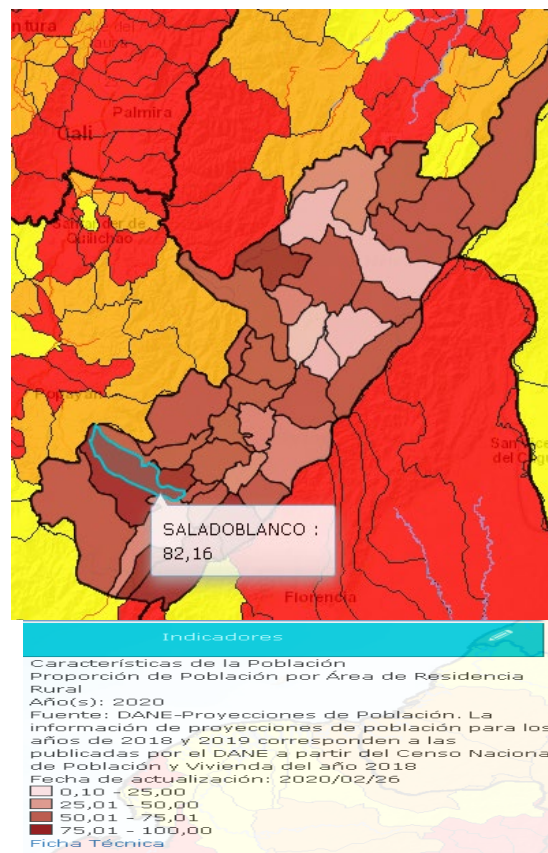 Palmira
Cali
Santander de
Quilichao
Popayán
SALADOBLANCO :
82,16
Florencia
Indicadores
Características de la Población
Proporción de Población por Área de Residencia
Rural
Año(s): 2020
Fuente: DANE-Proyecciones de Población. La
información de proyecciones de población para los
años de 2018 y 2019 corresponden a las
publicadas por el DANE a partir del Censo Naciona
de Población y Vivienda del año 2018
Fecha de actualización: 2020/02/26
0,10 - 25,00
25,01 - 50,00
50,01 - 75,01
75,01 - 100,00
Ficha Técnica